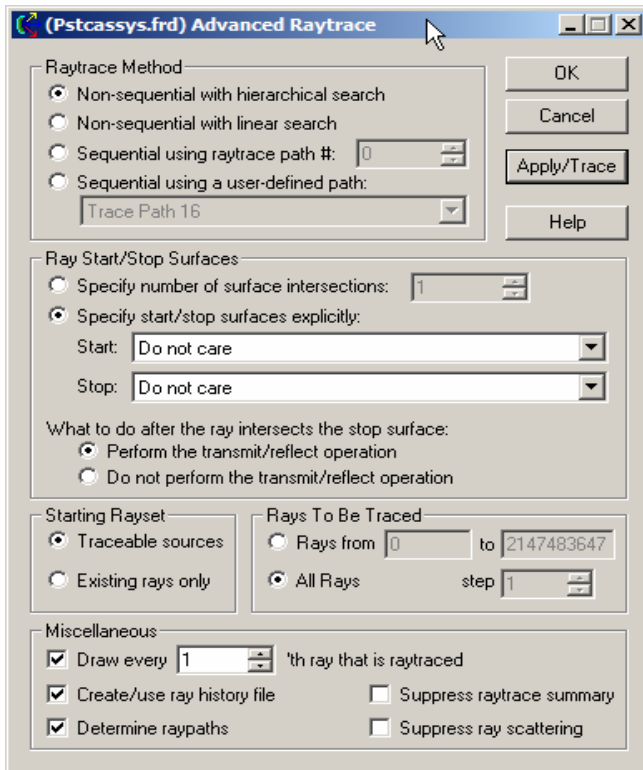 (Pstcassys.frd) Advanced Raytrace
Raytrace Method
Non-sequential with hierarchical search
Non-sequential with linear search
Sequential using raytrace path #: 0
Sequential using a user-defined path:
Trace Path 16
OK
Cancel
Apply/Trace
Help
Ray Start/Stop Surfaces
Specify number of surface intersections: 1
Specify start/stop surfaces explicitly:
Start: Do not care
Stop: Do not care
What to do after the ray intersects the stop surface:
Perform the transmit/reflect operation
Do not perform the transmit/reflect operation
Starting Rayset
Traceable sources
Existing rays only
Rays To Be Traced
Rays from 0 to 2147483647
All Rays step 1
Miscellaneous
Draw every 1 'th ray that is raytraced
Create/use ray history file
Suppress raytrace summary
Determine raypaths
Suppress ray scattering